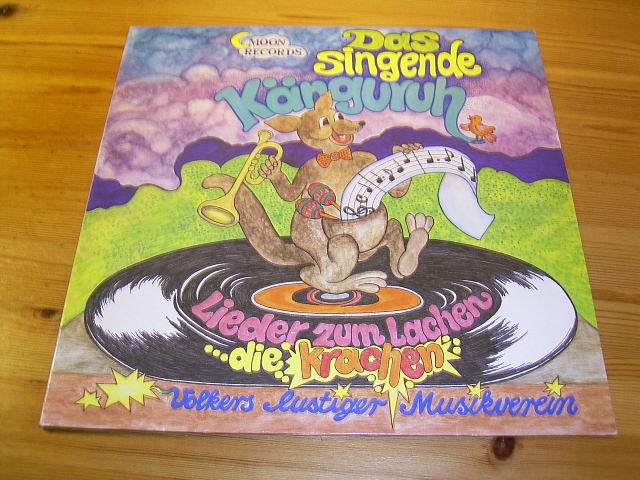 MOON
RECORDS
Das
singende
Känguruh
Lieder zum Lachen
...die krachen...
Volkers lustiger Musikverein